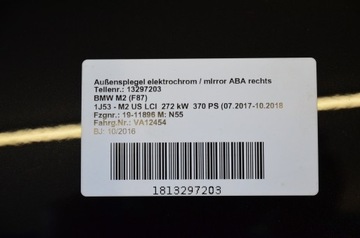 Außenspiegel elektrochrom / mIrror ABA rechts
Teilenr.: 13297203
BMW M2 (F87)
1J53 - M2 US LCI 272 kW 370 PS (07.2017-10.2018
Fzgnr.: 19-11896 M: N55
Fahrg.Nr.: VA12454
BJ: 10/2016
1813297203